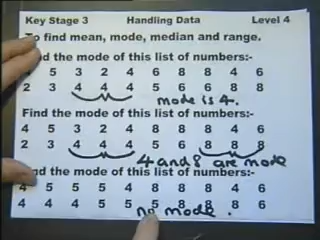 Key Stage 3 Handling Data Level 4
To find mean, mode, median and range.
the mode of this list of numbers:-
5 3 2 4 6 8 8 4 6
2 3 4 4 4 5 6 6 8 8
mode is 4.
Find the mode of this list of numbers:-
4 5 3 2 4 8 8 8 4 6
2 3 4 4 4 5 6 8 8 8
4 and 8 are mode
the mode of this list of numbers:-
4 5 5 5 4 8 8 8 4 6
4 4 4 5 5 5 8 8 8 6
no mode.